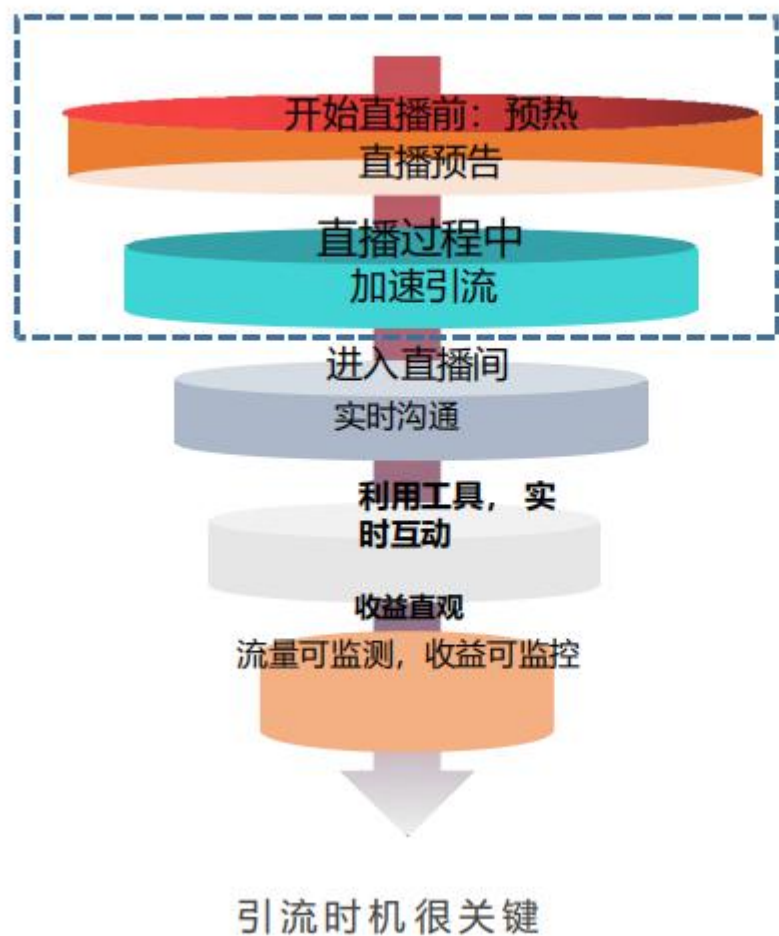 开始直播前：预热
直播预告
直播过程中
加速引流
进入直播间
实时沟通
利用工具， 实
时互动
收益直观
流量可监测，收益可监控
引流时机很关键